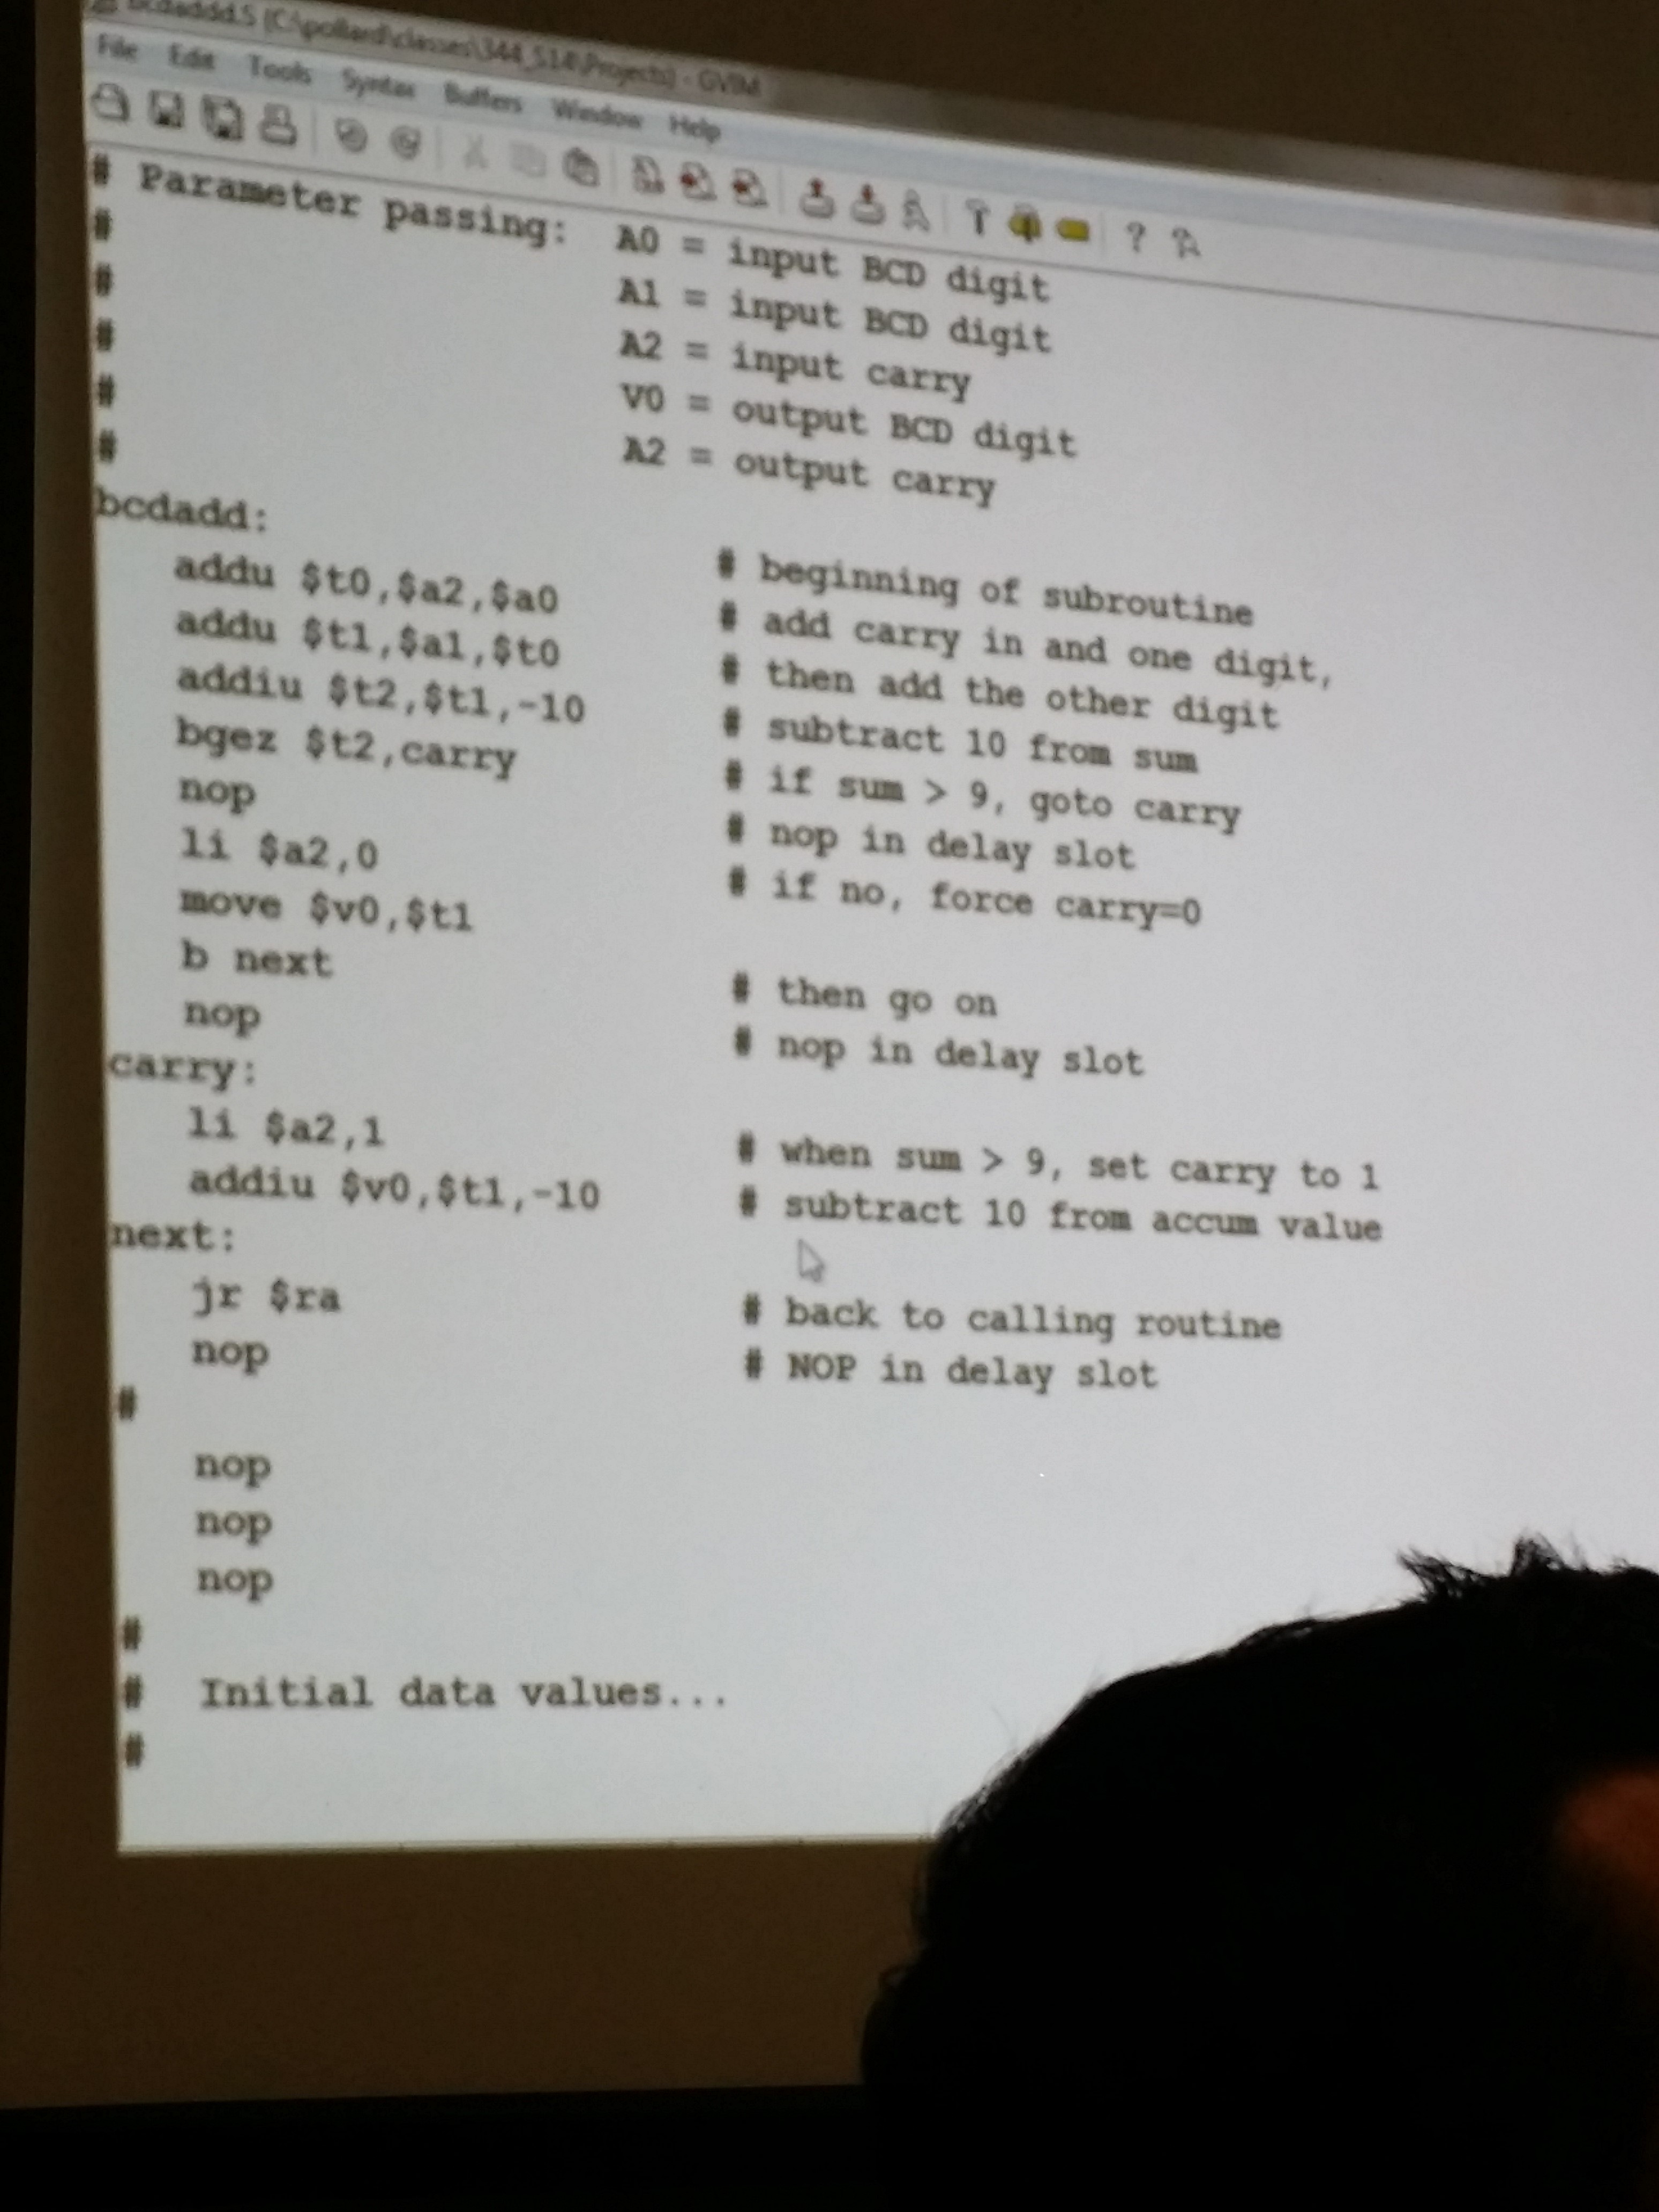 (C:\pollard\classes\344_S14\Projects) - GVIM
File Edit Tools Syntax Buffers Window Help
# Parameter passing: A0 = input BCD digit
# A1 = input BCD digit
# A2 = input carry
# V0 = output BCD digit
# A2 = output carry
#
bcdadd: # beginning of subroutine
addu $t0,$a2,$a0 # add carry in and one digit,
addu $t1,$a1,$t0 # then add the other digit
addiu $t2,$t1,-10 # subtract 10 from sum
bgez $t2,carry # if sum > 9, goto carry
nop # nop in delay slot
li $a2,0 # if no, force carry=0
move $v0,$t1
b next # then go on
nop # nop in delay slot
carry:
li $a2,1 # when sum > 9, set carry to 1
addiu $v0,$t1,-10 # subtract 10 from accum value
next:
jr $ra # back to calling routine
nop # NOP in delay slot
#
nop
nop
nop
#
# Initial data values...
#